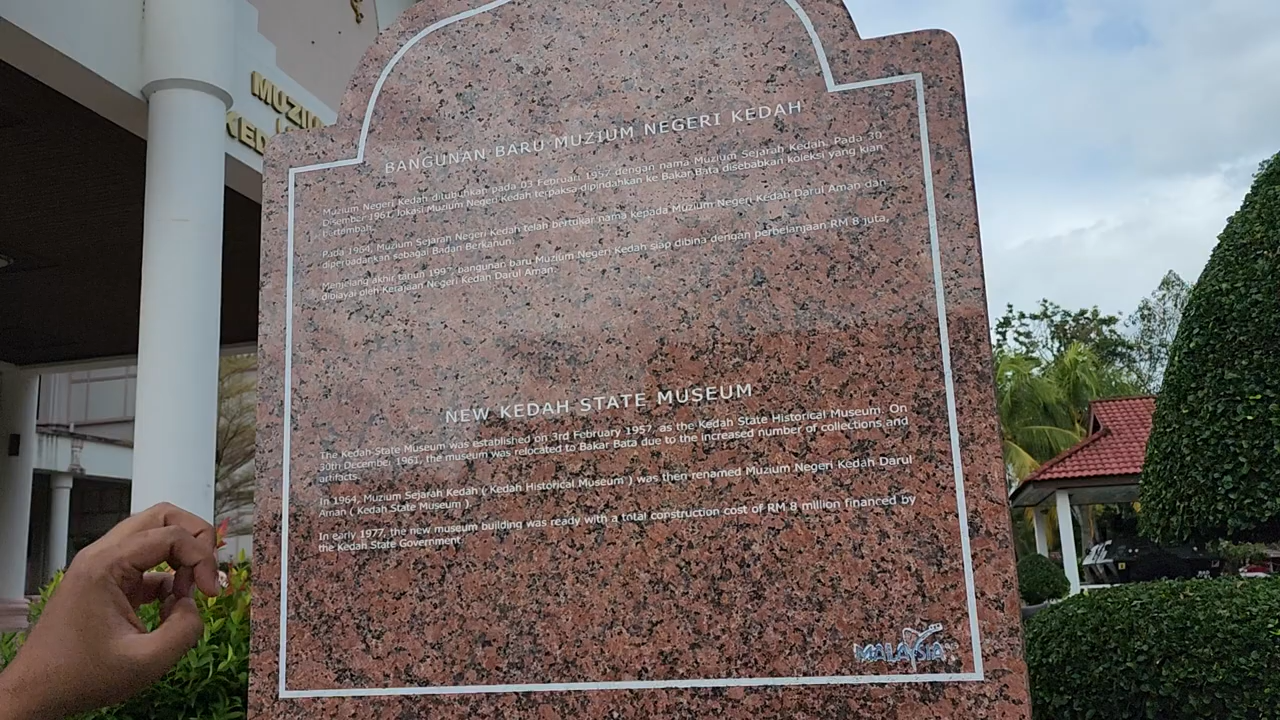 MUZIU
KED
BANGUNAN BARU MUZIUM NEGERI KEDAH
Muzium Negeri Kedah ditubuhkan pada 03 Februari 1957 dengan nama Muzium Sejarah Kedah. Pada 30
Disember 1961, lokasi Muzium Negeri Kedah terpaksa dipindahkan ke Bakar Bata disebabkan koleksi yang kian
bertambah.
Pada 1964, Muzium Sejarah Negeri Kedah telah bertukar nama kepada Muzium Negeri Kedah Darul Aman dan
diperbadankan sebagai Badan Berkanun.
Menjelang akhir tahun 1997, bangunan baru Muzium Negeri Kedah siap dibina dengan perbelanjaan RM 8 juta,
dibiayai oleh Kerajaan Negeri Kedah Darul Aman.
NEW KEDAH STATE MUSEUM
The Kedah State Museum was established on 3rd February 1957, as the Kedah State Historical Museum. On
30th December 1961, the museum was relocated to Bakar Bata due to the increased number of collections and
artifacts.
In 1964, Muzium Sejarah Kedah ( Kedah Historical Museum ) was then renamed Muzium Negeri Kedah Darul
Aman ( Kedah State Museum ).
In early 1977, the new museum building was ready with a total construction cost of RM 8 million financed by
the Kedah State Government.
MALAYSIA